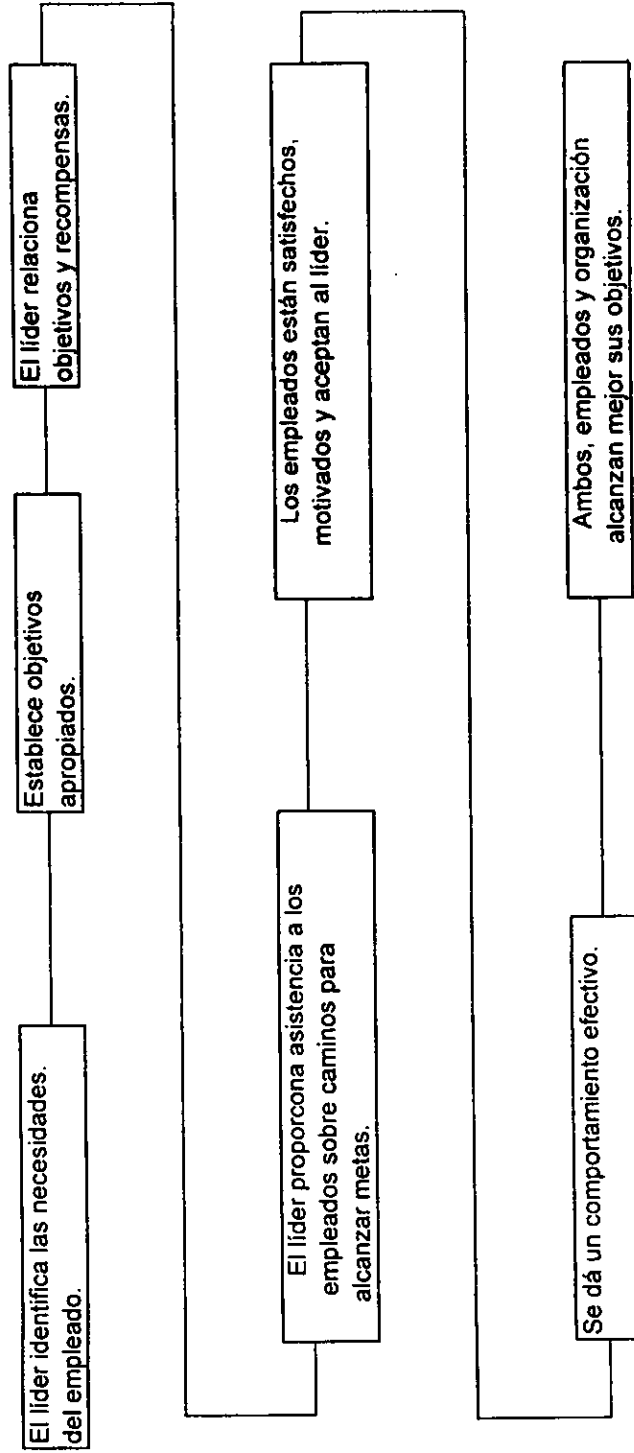 El líder identifica las necesidades.
del empleado.
Establece objetivos
apropiados.
El líder relaciona
objetivos y recompensas.
El líder proporcona asistencia a los
empleados sobre caminos para
alcanzar metas.
Los empleados están satisfechos,
motivados y aceptan al líder.
Se dá un comportamiento efectivo.
Ambos, empleados y organización
alcanzan mejor sus objetivos.